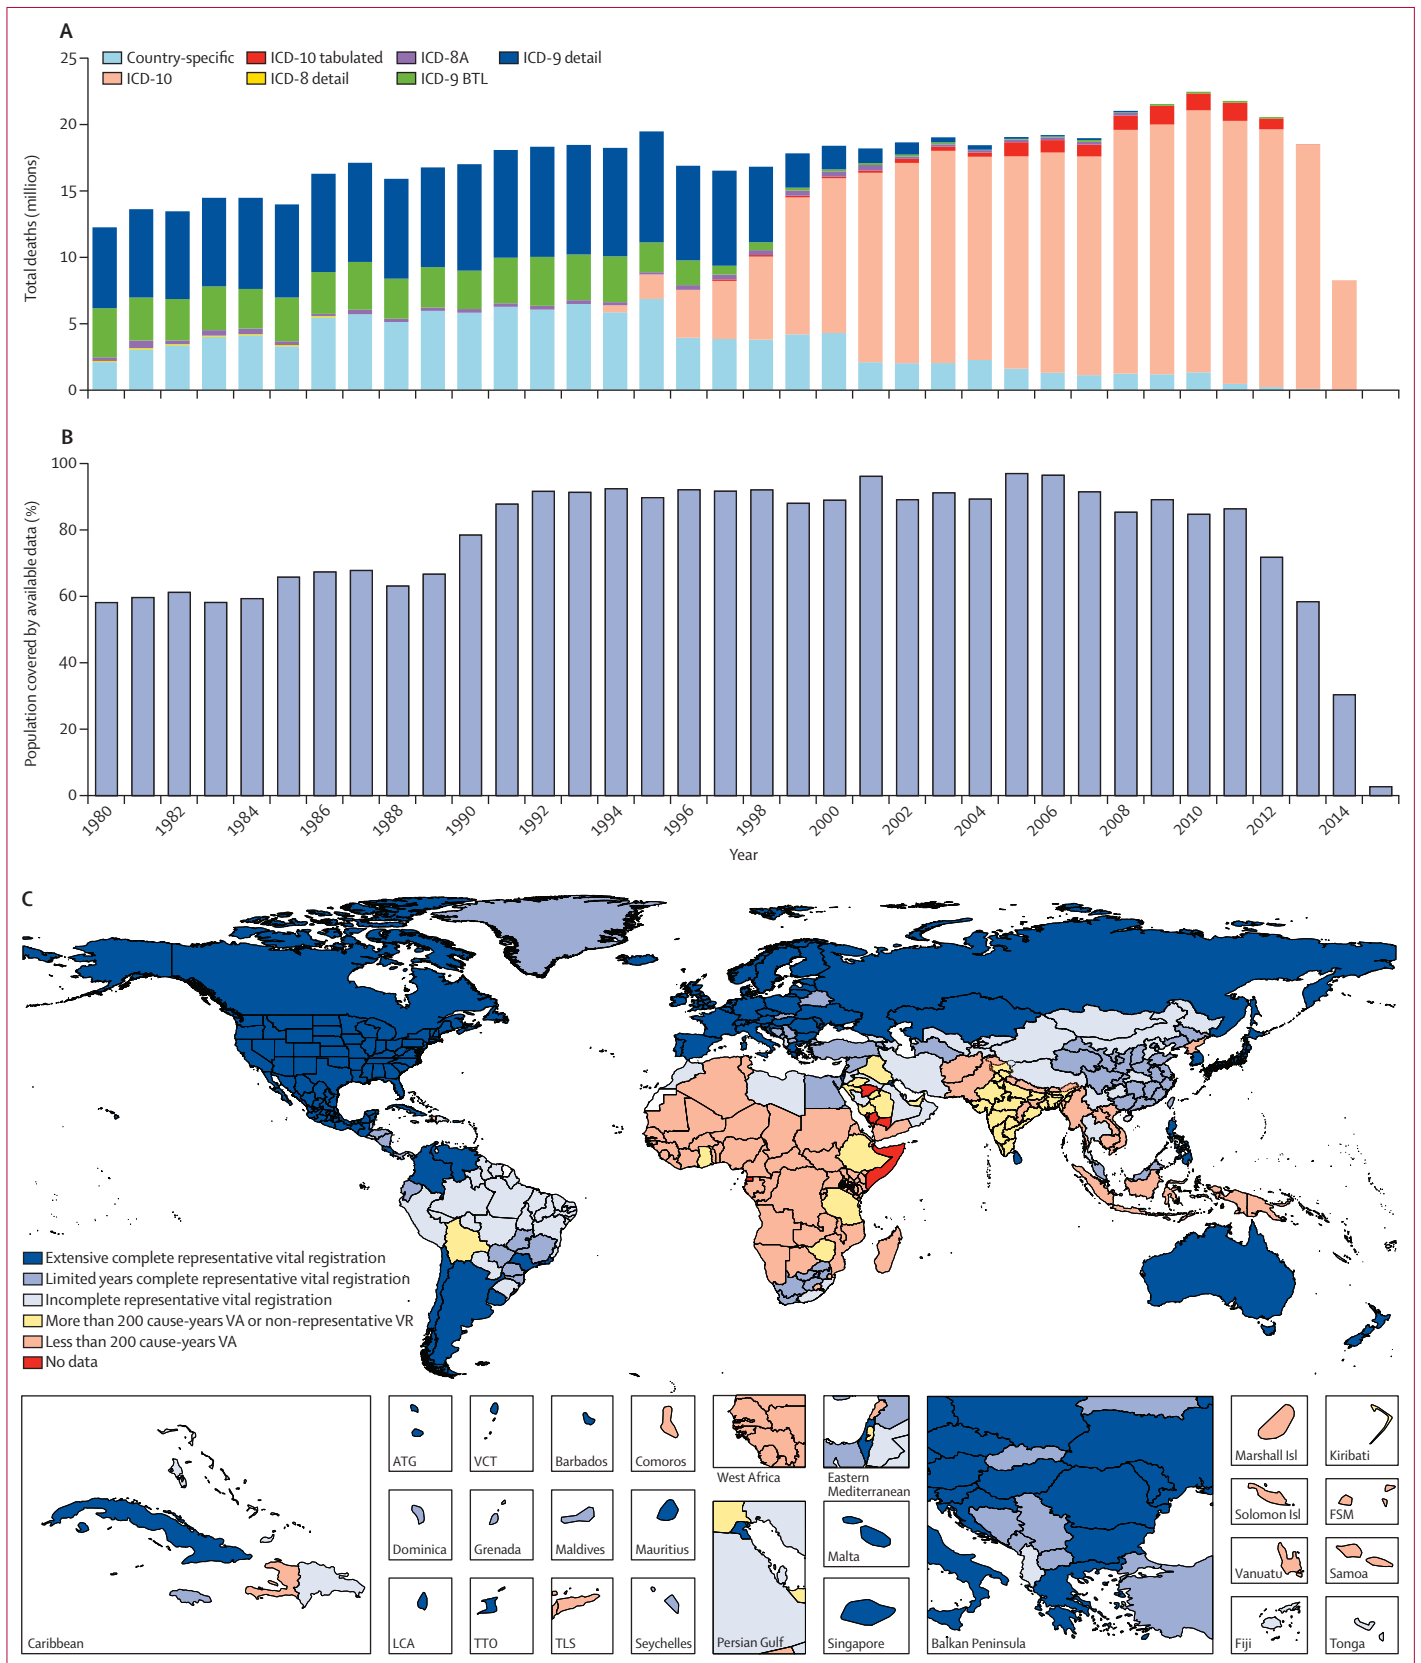 A
Country-specific
ICD-10 tabulated
ICD-8A
ICD-9 detail
ICD-10
ICD-8 detail
ICD-9 BTL
Total deaths (millions)
25
20
15
10
5
0
B
Population covered by available data (%)
100
80
60
40
20
0
1980
1982
1984
1986
1988
1990
1992
1994
1996
1998
2000
2002
2004
2006
2008
2010
2012
2014
Year
C
Extensive complete representative vital registration
Limited years complete representative vital registration
Incomplete representative vital registration
More than 200 cause-years VA or non-representative VR
Less than 200 cause-years VA
No data
Caribbean
ATG
VCT
Barbados
Comoros
West Africa
Eastern
Mediterranean
Marshall Isl
Kiribati
Dominica
Grenada
Maldives
Mauritius
Malta
Solomon Isl
FSM
Vanuatu
Samoa
LCA
TTO
TLS
Seychelles
Persian Gulf
Singapore
Balkan Peninsula
Fiji
Tonga